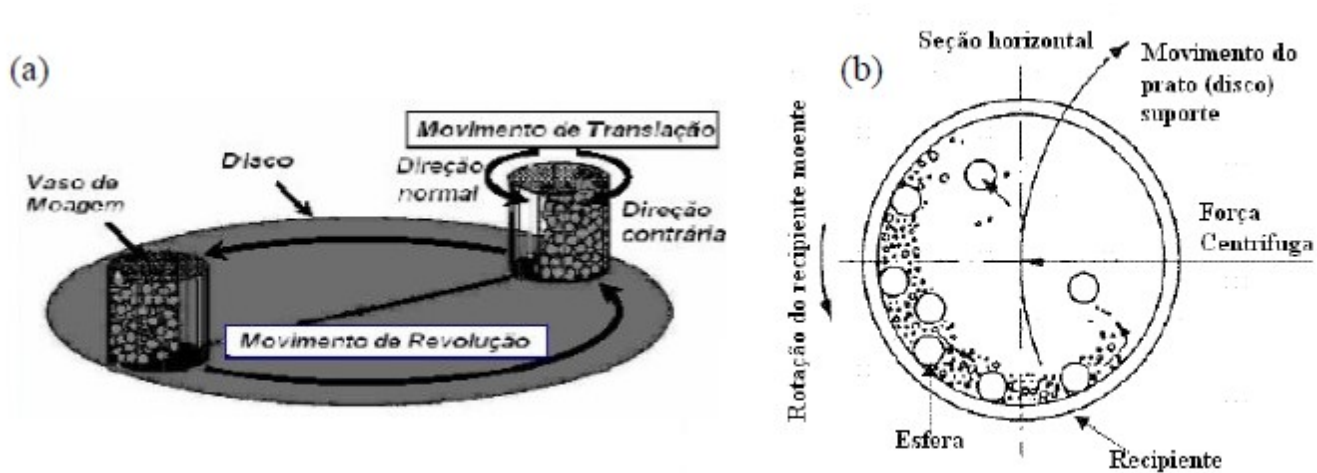 (a)
Movimento de Translação
Disco
Direção
normal
Vaso de
Moagem
Direção
contrária
Movimento de Revolução
(b)
Seção horizontal
Movimento do
prato (disco)
suporte
Rotação do recipiente moente
Força
Centrifuga
Esfera
Recipiente